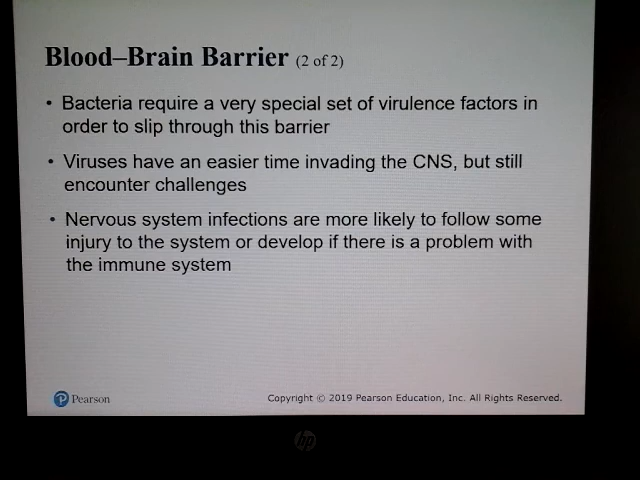 Blood–Brain Barrier (2 of 2)
• Bacteria require a very special set of virulence factors in
order to slip through this barrier
• Viruses have an easier time invading the CNS, but still
encounter challenges
• Nervous system infections are more likely to follow some
injury to the system or develop if there is a problem with
the immune system
P Pearson
Copyright © 2019 Pearson Education, Inc. All Rights Reserved.
hp